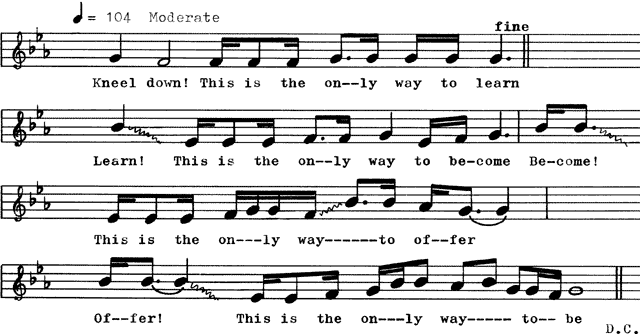 = 104 Moderate
fine
Kneel down! This is the on--ly way to learn
Learn! This is the on--ly way to be-come Be-come!
This is the on---ly way------to of--fer
Of--fer! This is the on---ly way----- to-- be
D.C.